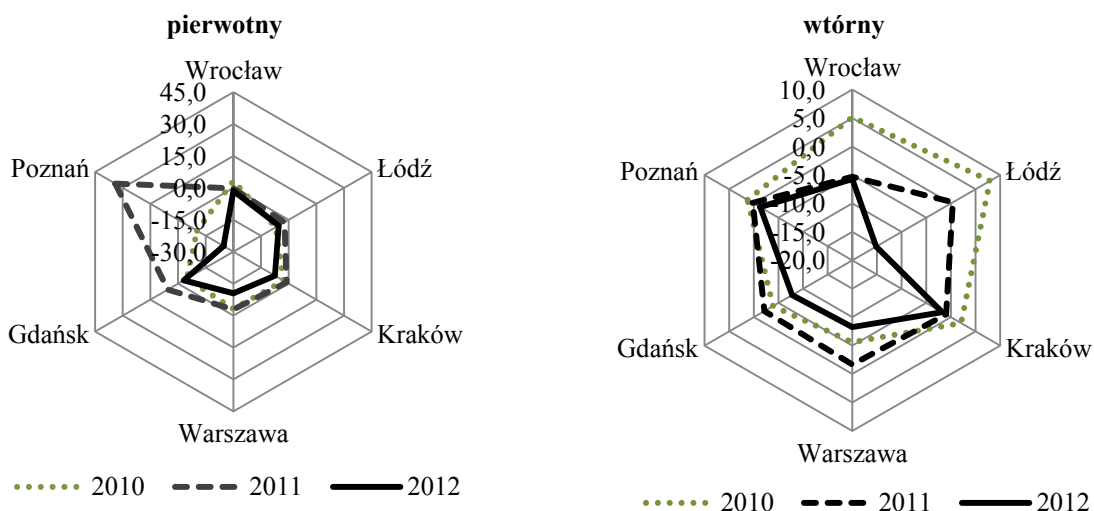 pierwotny
Wrocław
45,0
30,0
15,0
0,0
-15,0
-30,0
Poznań
Łódź
Gdańsk
Kraków
Warszawa
2010 2011 2012
wtórny
Wrocław
10,0
5,0
0,0
-5,0
-10,0
-15,0
-20,0
Poznań
Łódź
Gdańsk
Kraków
Warszawa
2010 2011 2012